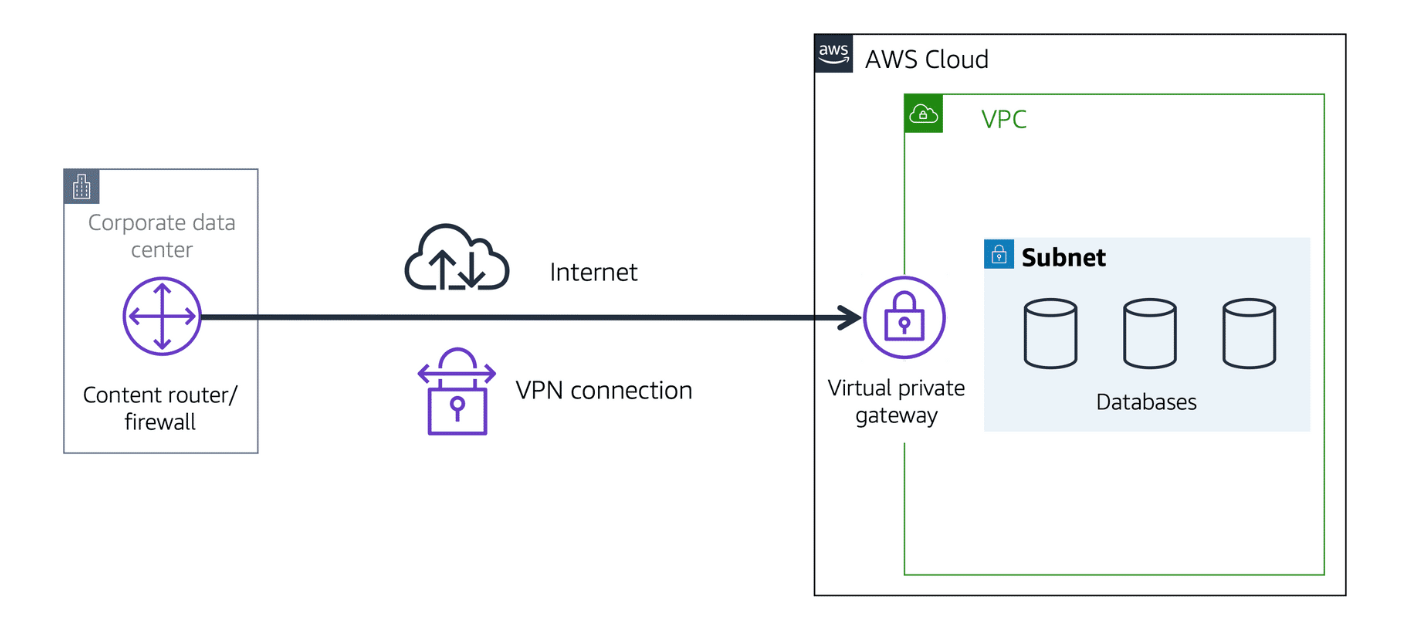 aws
AWS Cloud
VPC
Corporate data
center
Internet
Subnet
Content router/
firewall
VPN connection
Virtual private
gateway
Databases